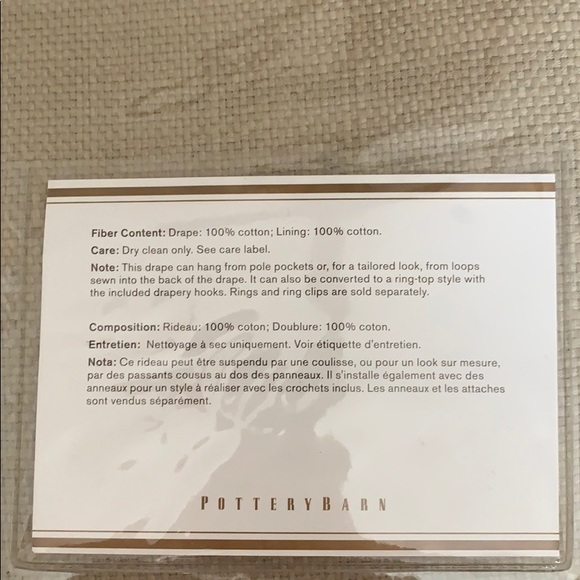 Fiber Content: Drape: 100% cotton; Lining: 100% cotton.
Care: Dry clean only. See care label.
Note: This drape can hang from pole pockets or, for a tailored look, from loops
sewn into the back of the drape. It can also be converted to a ring-top style with
the included drapery hooks. Rings and ring clips are sold separately.
Composition: Rideau: 100% coton; Doublure: 100% coton.
Entretien: Nettoyage à sec uniquement. Voir étiquette d'entretien.
Nota: Ce rideau peut être suspendu par une coulisse, ou pour un look sur mesure,
par des passants cousus au dos des panneaux. Il s'installe également avec des
anneaux pour un style à réaliser avec les crochets inclus. Les anneaux et les attaches
sont vendus séparément.
POTTERY BARN